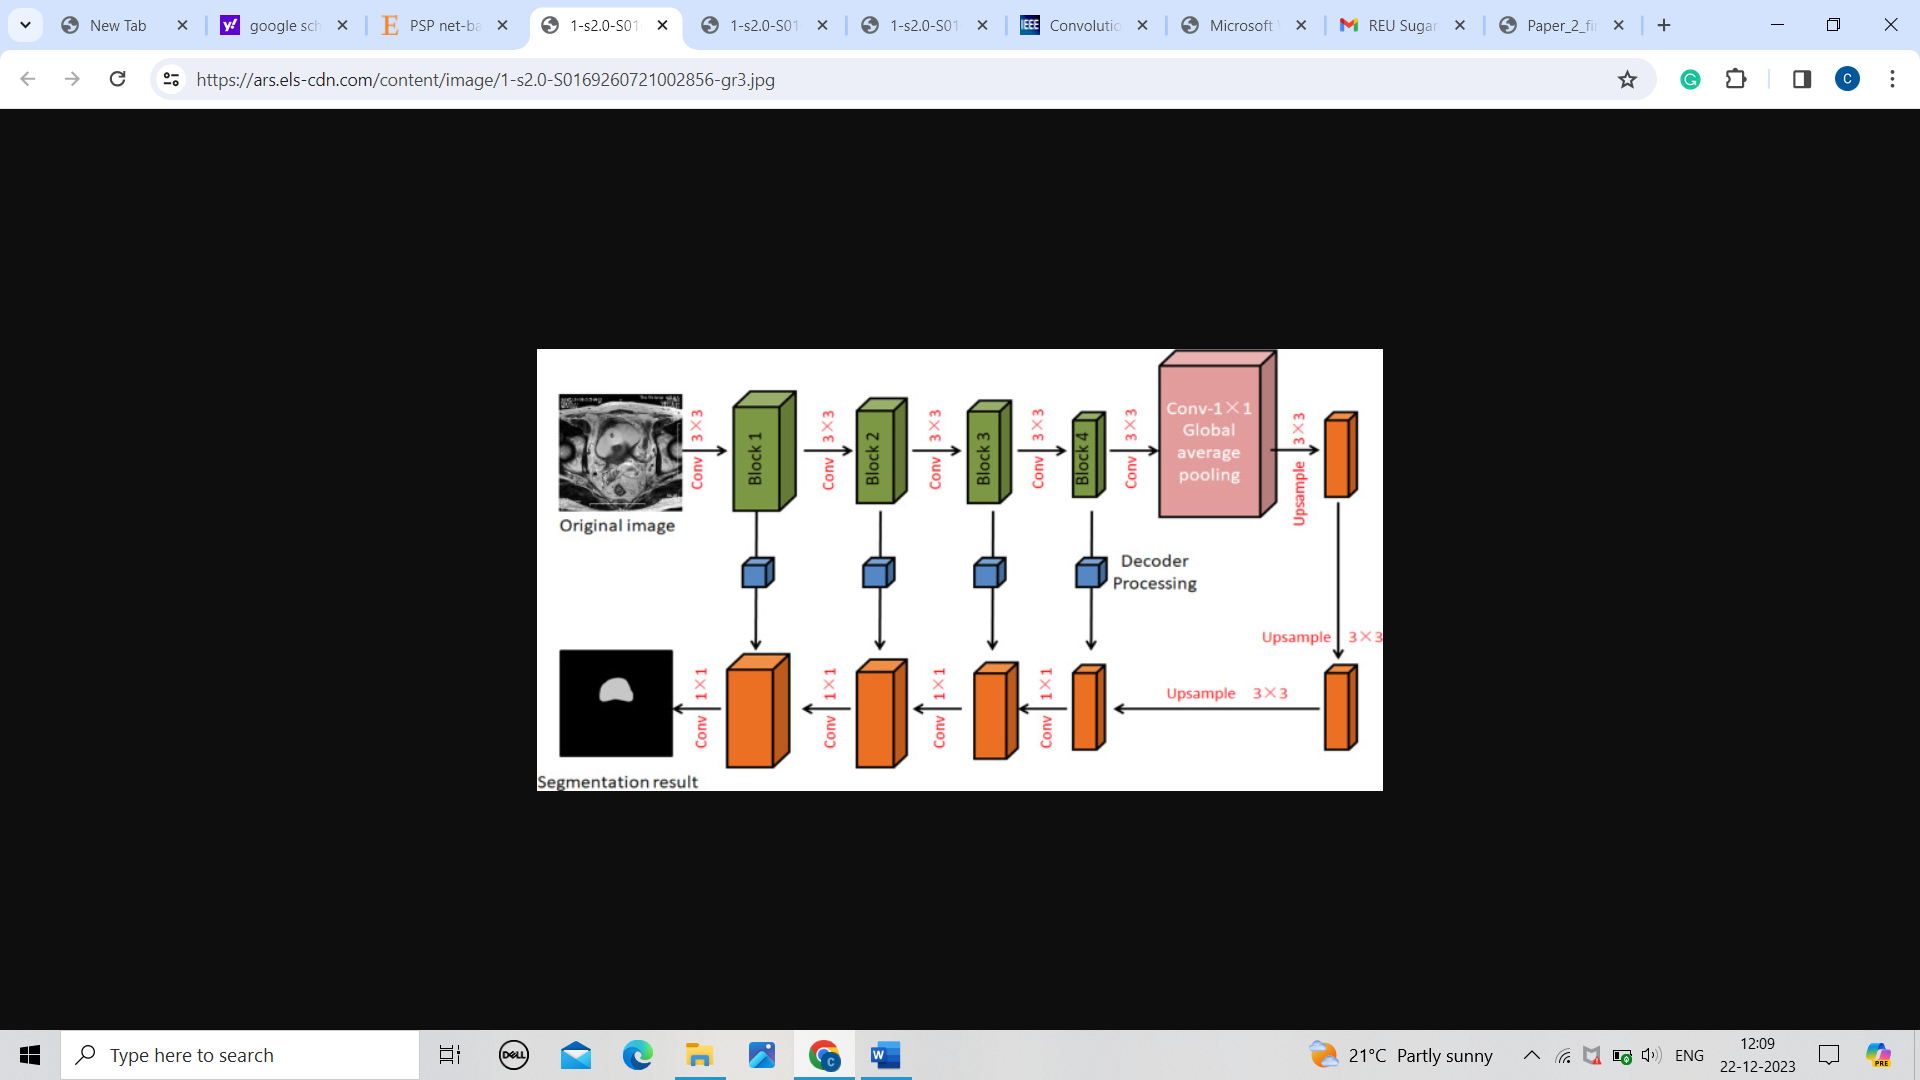 New Tab
google sch
PSP net-ba
1-s2.0-S01
1-s2.0-S01
1-s2.0-S01
IEEE
Convolutio
Microsoft
REU Sugar
Paper_2_fi
https://ars.els-cdn.com/content/image/1-s2.0-S0169260721002856-gr3.jpg
C
Original image
Conv 3×3
Block 1
Conv 3×3
Block 2
Conv 3×3
Block 3
Conv 3×3
Block 4
Conv 3×3
Conv-1×1
Global
average
pooling
Upsample 3×3
Decoder
Processing
Upsample 3×3
Segmentation result
Conv 1×1
Conv 1×1
Conv 1×1
Conv 1×1
Upsample 3×3
Type here to search
DELL
21°C Partly sunny
ENG
12:09
22-12-2023
PRE